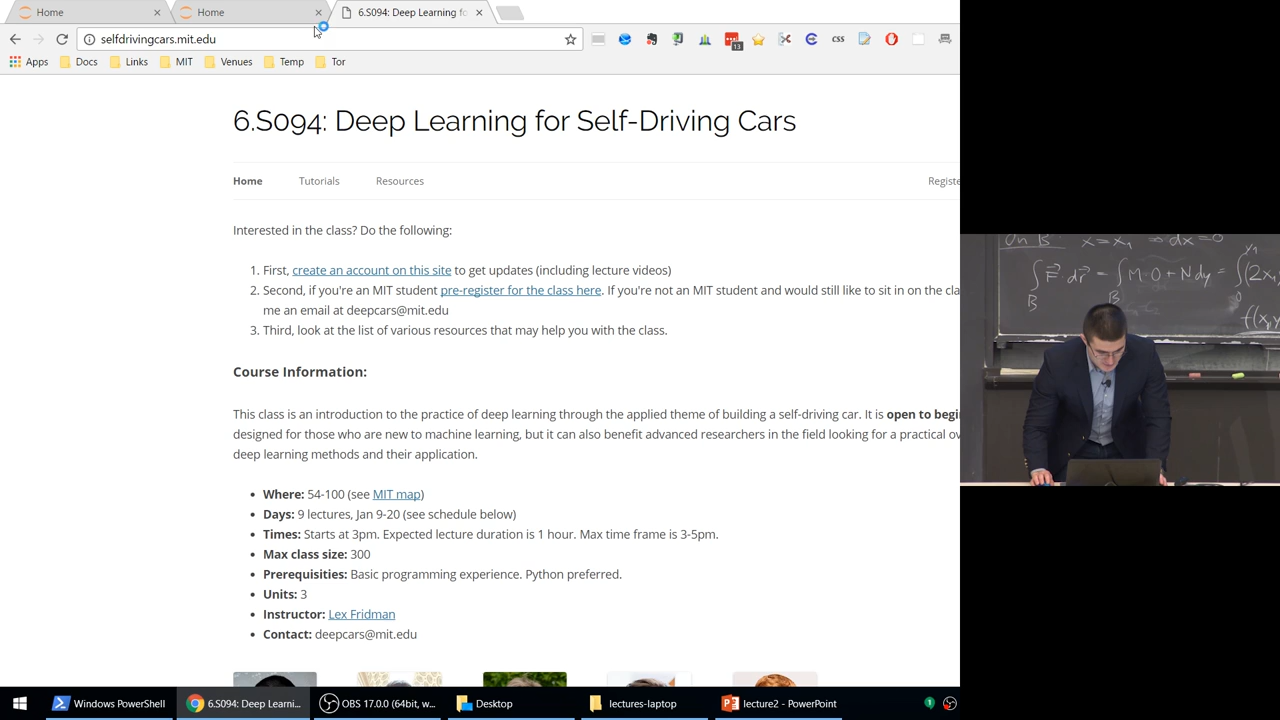 Home
Home
6.S094: Deep Learning fo
selfdrivingcars.mit.edu
13
CSS
Apps
Docs
Links
MIT
Venues
Temp
Tor
6.S094: Deep Learning for Self-Driving Cars
Home
Tutorials
Resources
Registe
Interested in the class? Do the following:
1. First, create an account on this site to get updates (including lecture videos)
2. Second, if you're an MIT student pre-register for the class here. If you're not an MIT student and would still like to sit in on the cla
me an email at deepcars@mit.edu
3. Third, look at the list of various resources that may help you with the class.
Course Information:
This class is an introduction to the practice of deep learning through the applied theme of building a self-driving car. It is open to begi
designed for those who are new to machine learning, but it can also benefit advanced researchers in the field looking for a practical ov
deep learning methods and their application.
• Where: 54-100 (see MIT map)
• Days: 9 lectures, Jan 9-20 (see schedule below)
• Times: Starts at 3pm. Expected lecture duration is 1 hour. Max time frame is 3-5pm.
• Max class size: 300
• Prerequisities: Basic programming experience. Python preferred.
• Units: 3
• Instructor: Lex Fridman
• Contact: deepcars@mit.edu
x = x₁ ⇒ dx = 0
∫ F⃗ · dr⃗ = ∫ M·0 + N dy = ∫
B B 0 y₁
Windows PowerShell
6.S094: Deep Learni...
OBS 17.0.0 (64bit, w...
Desktop
lectures-laptop
lecture2 - PowerPoint